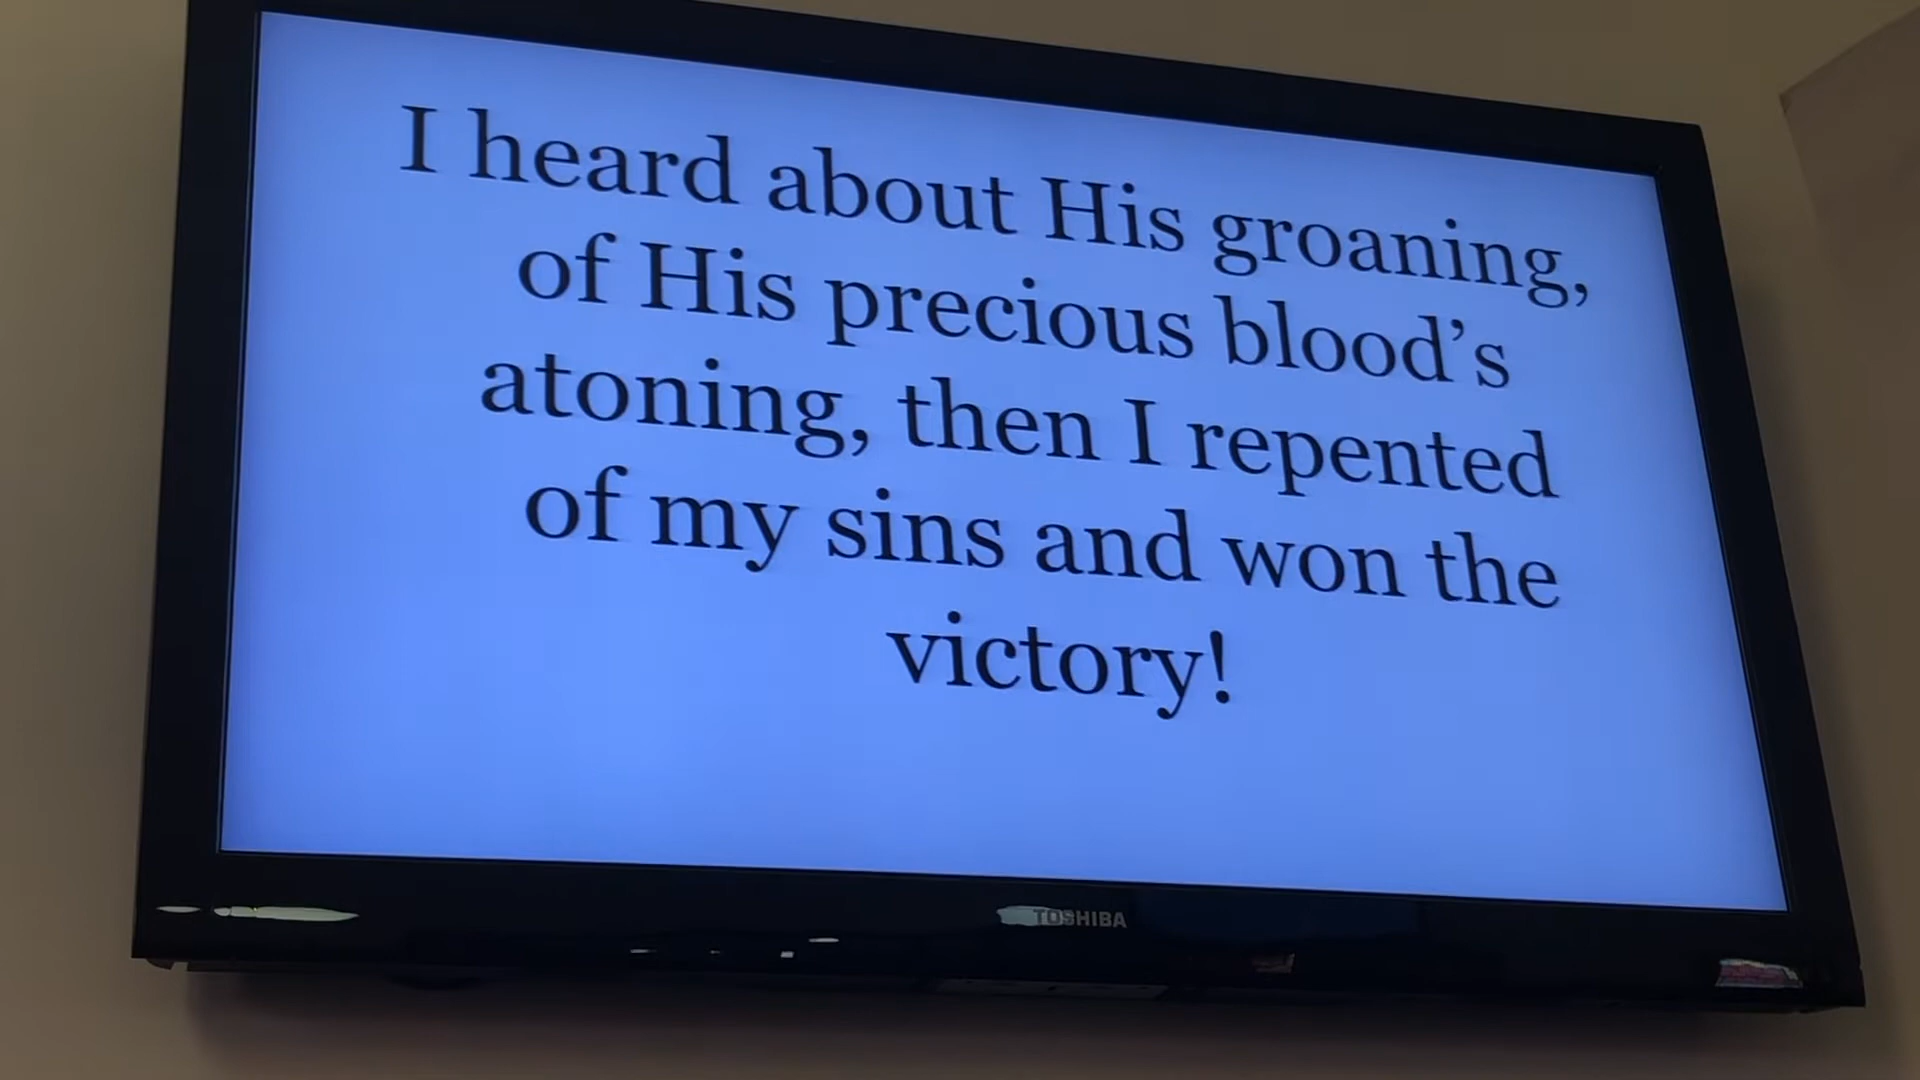 I heard about His groaning,
of His precious blood’s
atoning, then I repented
of my sins and won the
victory!
TOSHIBA